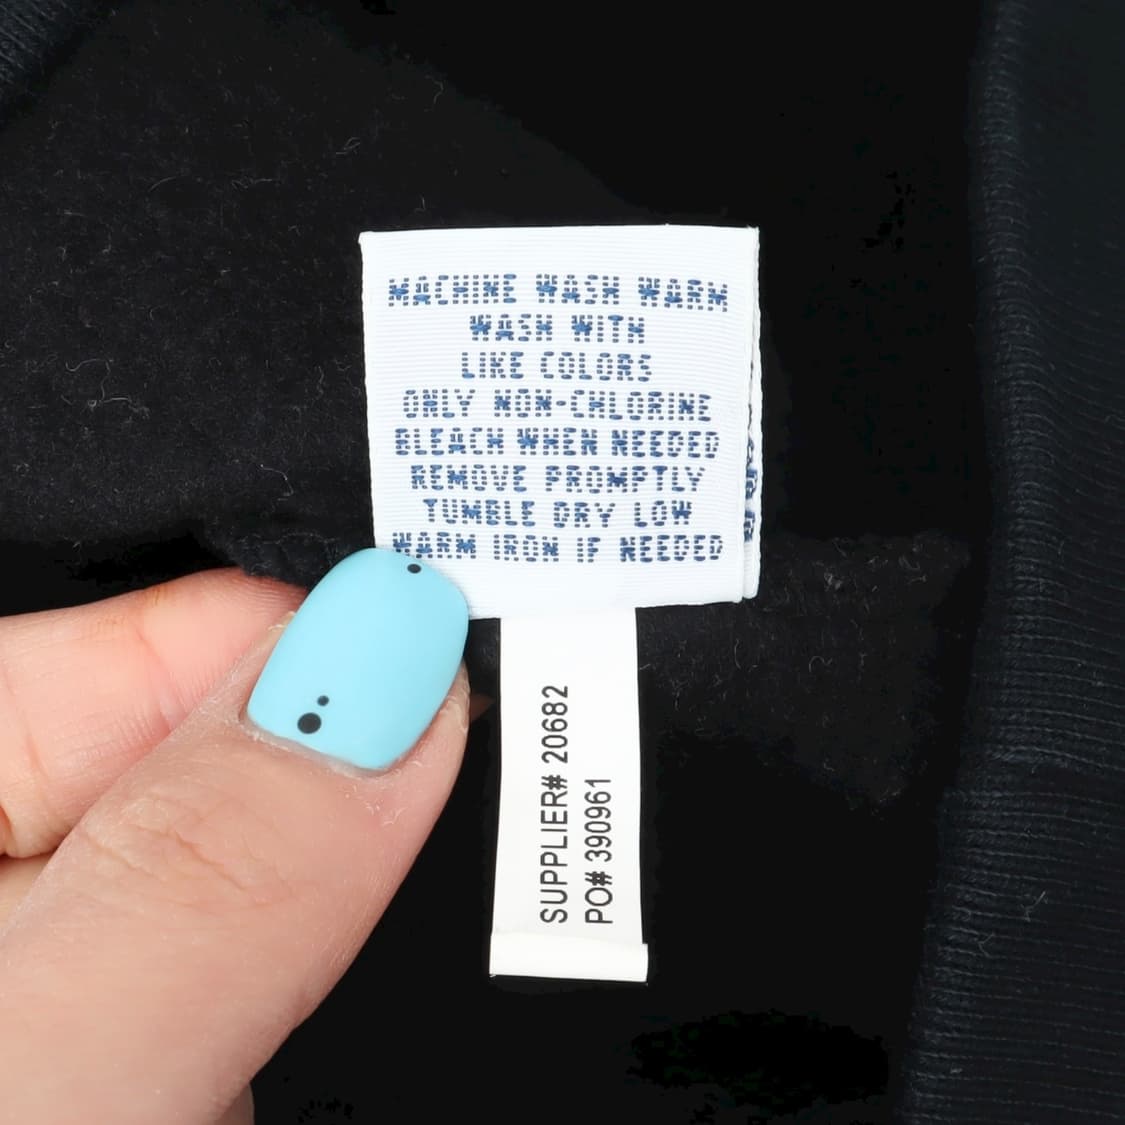 MACHINE WASH WARM
WASH WITH
LIKE COLORS
ONLY NON-CHLORINE
BLEACH WHEN NEEDED
REMOVE PROMPTLY
TUMBLE DRY LOW
WARM IRON IF NEEDED
SUPPLIER# 20682
PO# 390961